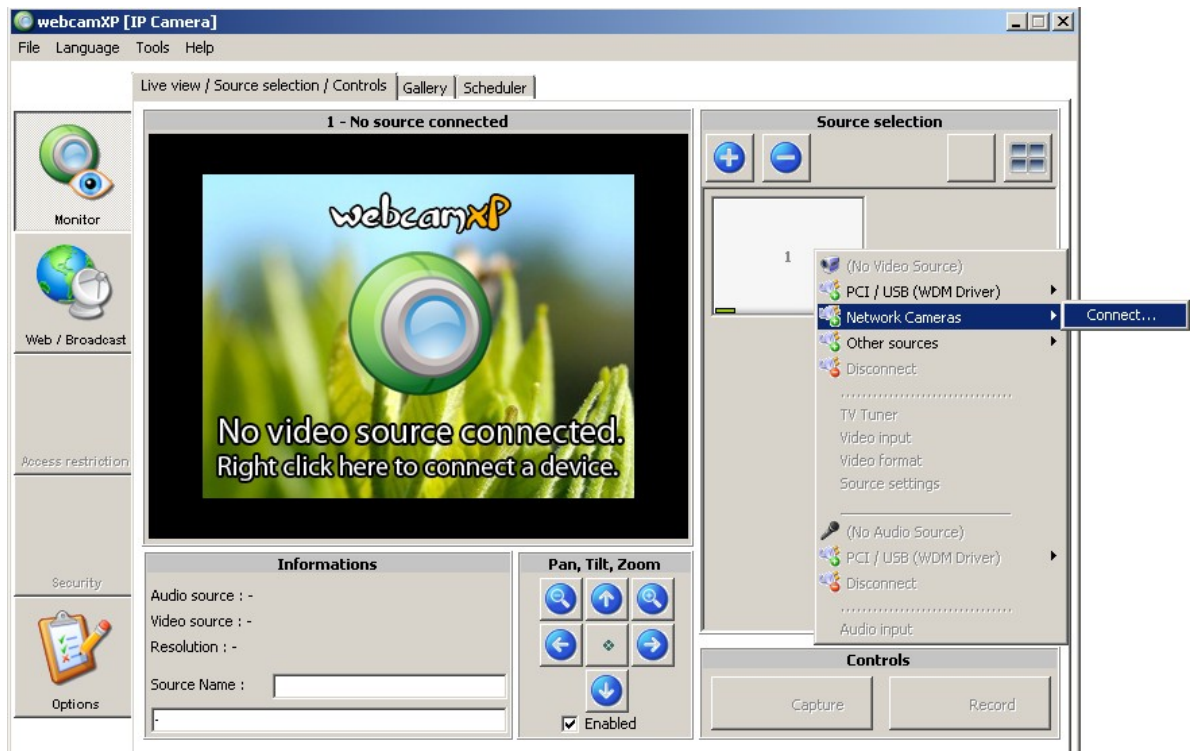 webcamXP [IP Camera]
File Language Tools Help
Live view / Source selection / Controls Gallery Scheduler
1 - No source connected
webcamXP
No video source connected.
Right click here to connect a device.
Monitor
Web / Broadcast
Access restriction
Security
Options
Source selection
1
(No Video Source)
PCI / USB (WDM Driver)
Network Cameras
Connect...
Other sources
Disconnect
TV Tuner
Video input
Video format
Source settings
(No Audio Source)
PCI / USB (WDM Driver)
Disconnect
Audio input
Informations
Audio source : -
Video source : -
Resolution : -
Source Name :
-
Pan, Tilt, Zoom
Enabled
Controls
Capture Record